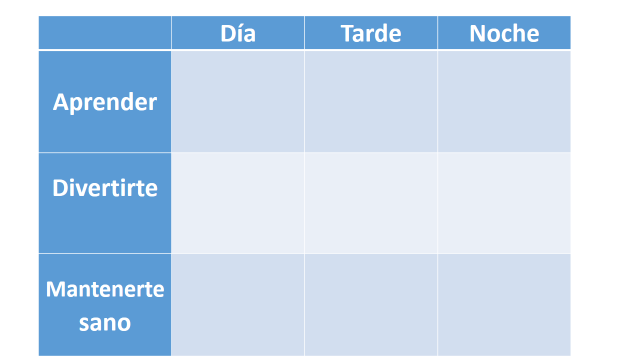 Día Tarde Noche
Aprender
Divertirte
Mantenerte
sano